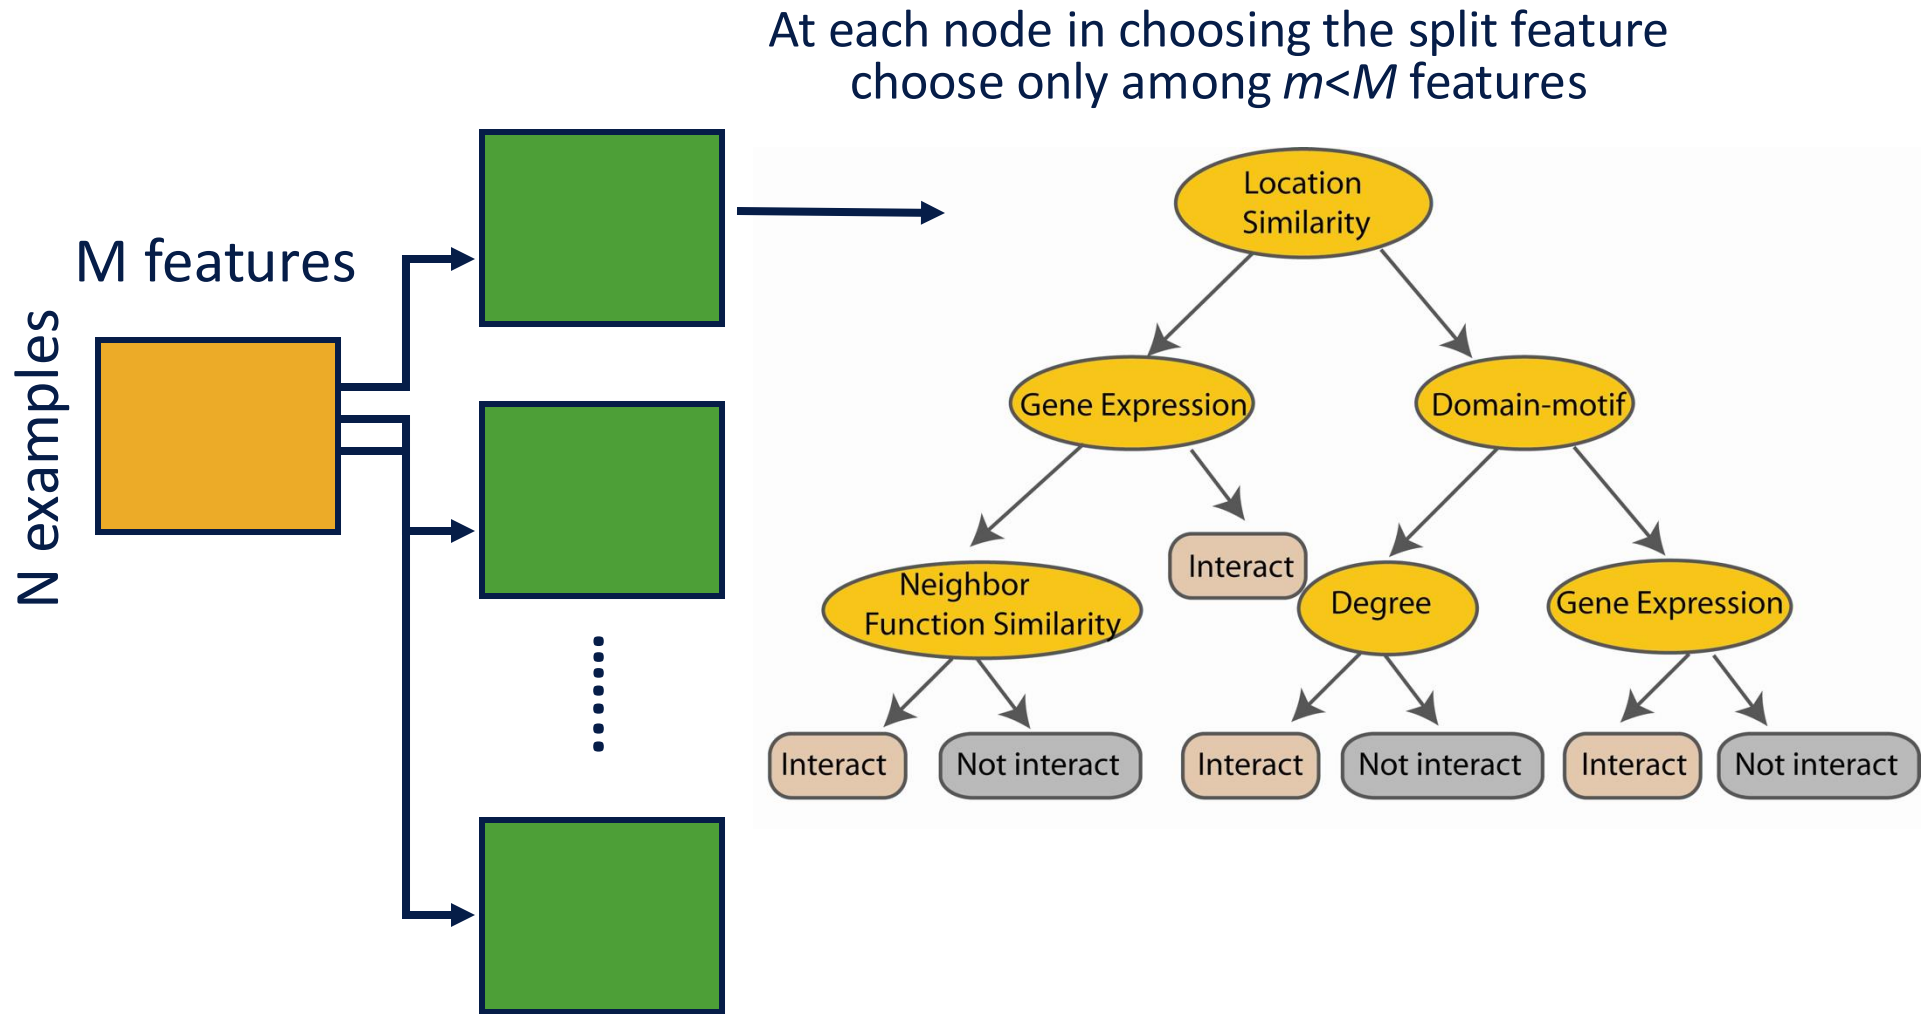 At each node in choosing the split feature
choose only among m<M features
M features
N examples
Location
Similarity
Gene Expression
Domain-motif
Interact
Neighbor
Function Similarity
Degree
Gene Expression
Interact
Not interact
Interact
Not interact
Interact
Not interact